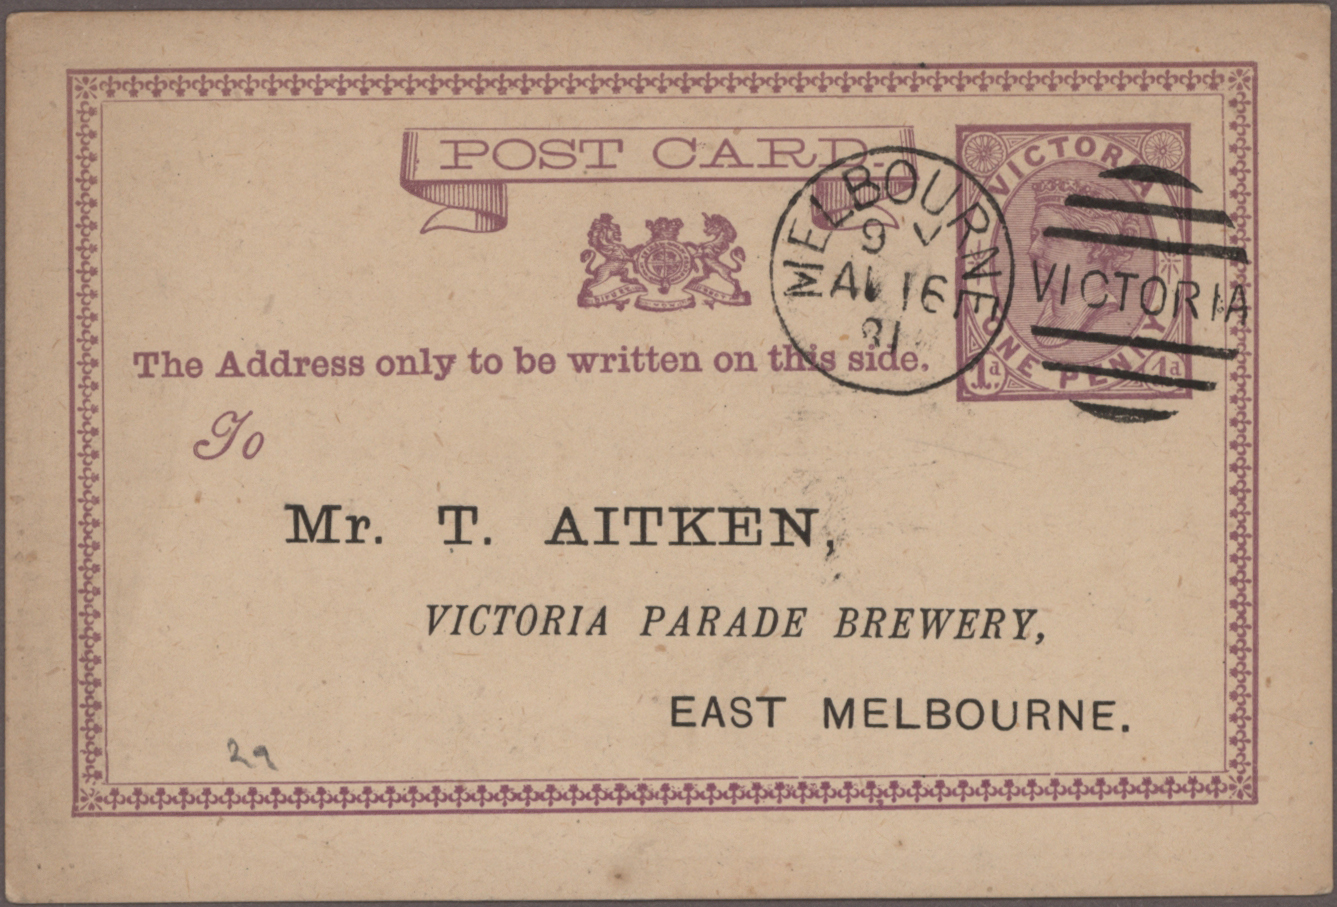 POST CARD.
VICTORIA
MELBOURNE
9 V
AU 16
81
VICTORIA
ONE PENNY
1d 1d
The Address only to be written on this side.
To
Mr. T. AITKEN,
VICTORIA PARADE BREWERY,
EAST MELBOURNE.
29